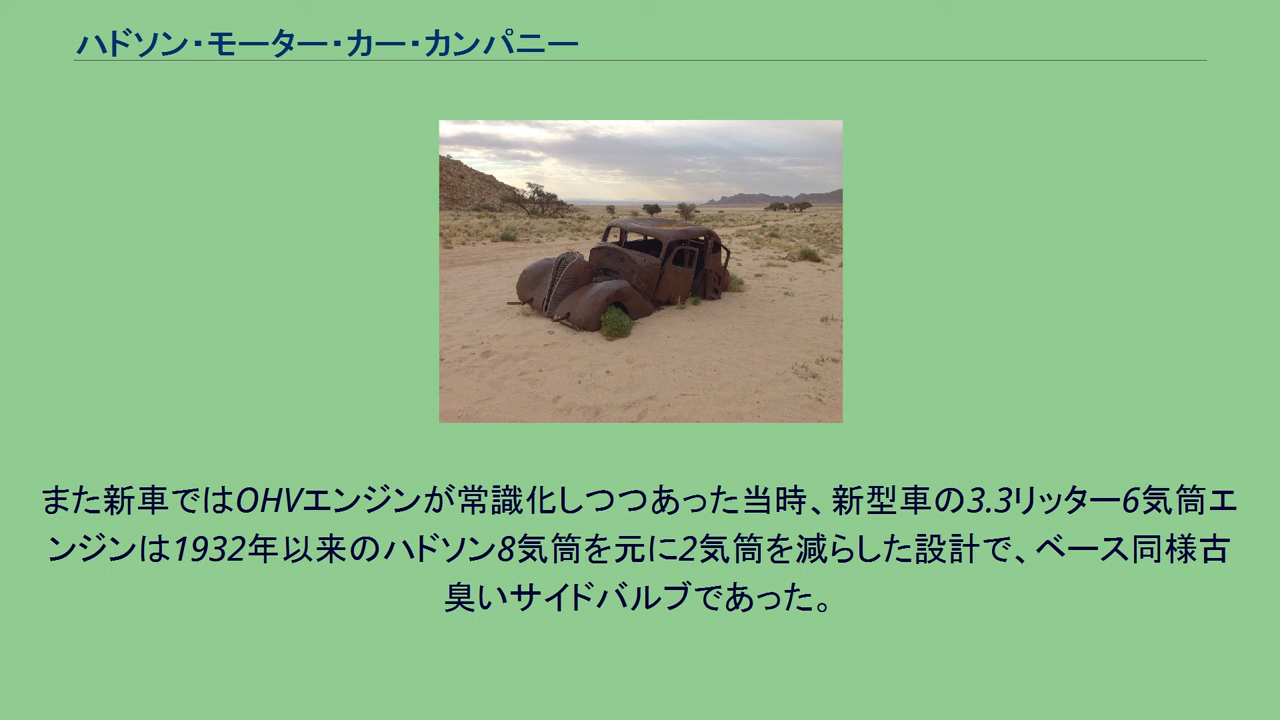 ハドソン・モーター・カー・カンパニー
また新車ではOHVエンジンが常識化しつつあった当時、新型車の3.3リッター6気筒エ
ンジンは1932年以来のハドソン8気筒を元に2気筒を減らした設計で、ベース同様古
臭いサイドバルブであった。